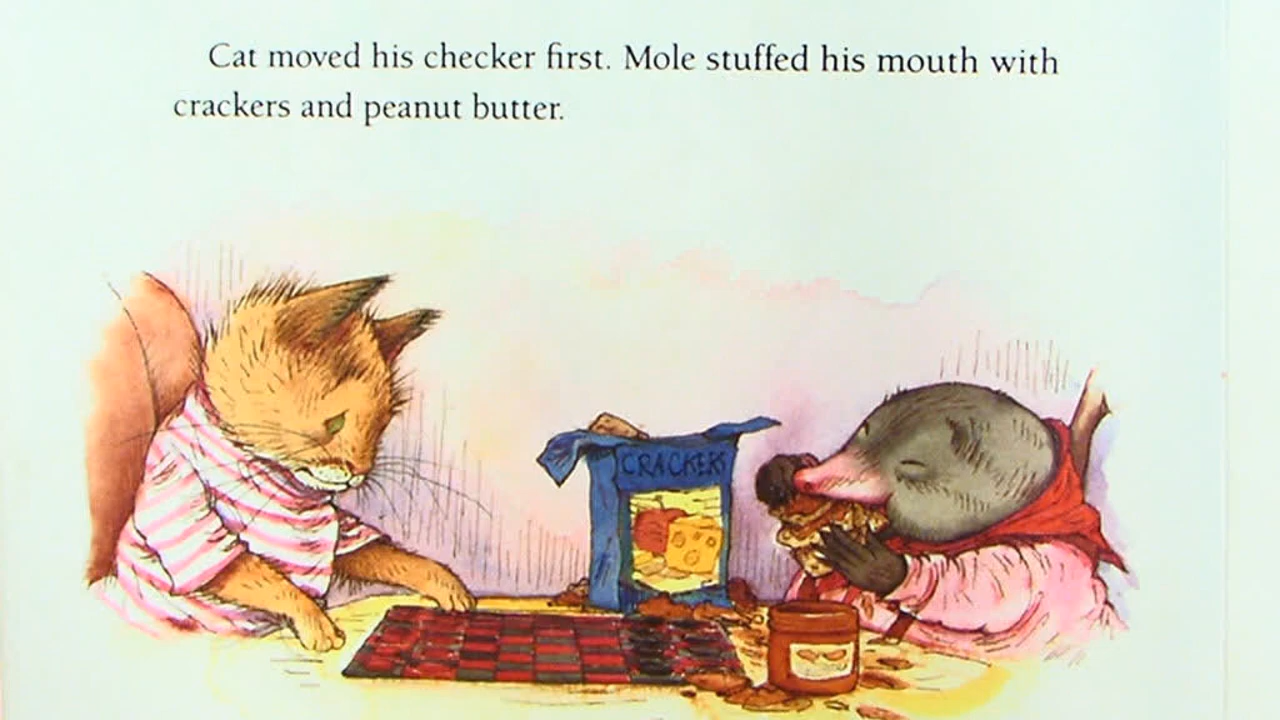 Cat moved his checker first. Mole stuffed his mouth with
crackers and peanut butter.
CRACKERS